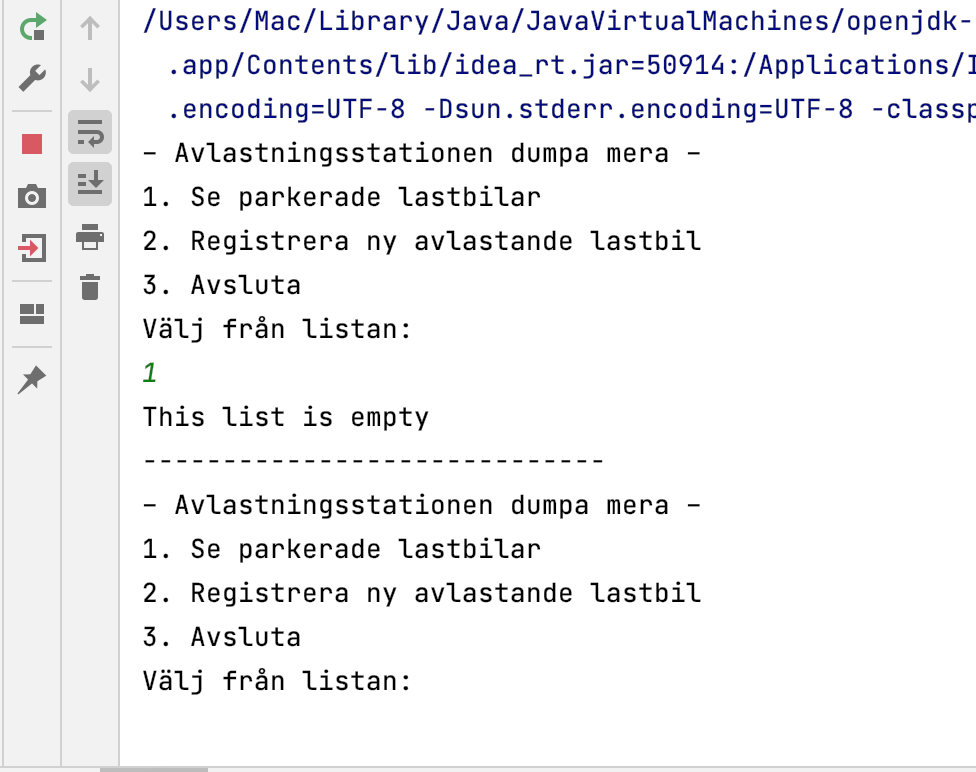 /Users/Mac/Library/Java/JavaVirtualMachines/openjdk-
.app/Contents/lib/idea_rt.jar=50914:/Applications/
.encoding=UTF-8 -Dsun.stderr.encoding=UTF-8 -classp
- Avlastningsstationen dumpa mera -
1. Se parkerade lastbilar
2. Registrera ny avlastande lastbil
3. Avsluta
Välj från listan:
1
This list is empty
-----------------------------
- Avlastningsstationen dumpa mera -
1. Se parkerade lastbilar
2. Registrera ny avlastande lastbil
3. Avsluta
Välj från listan: